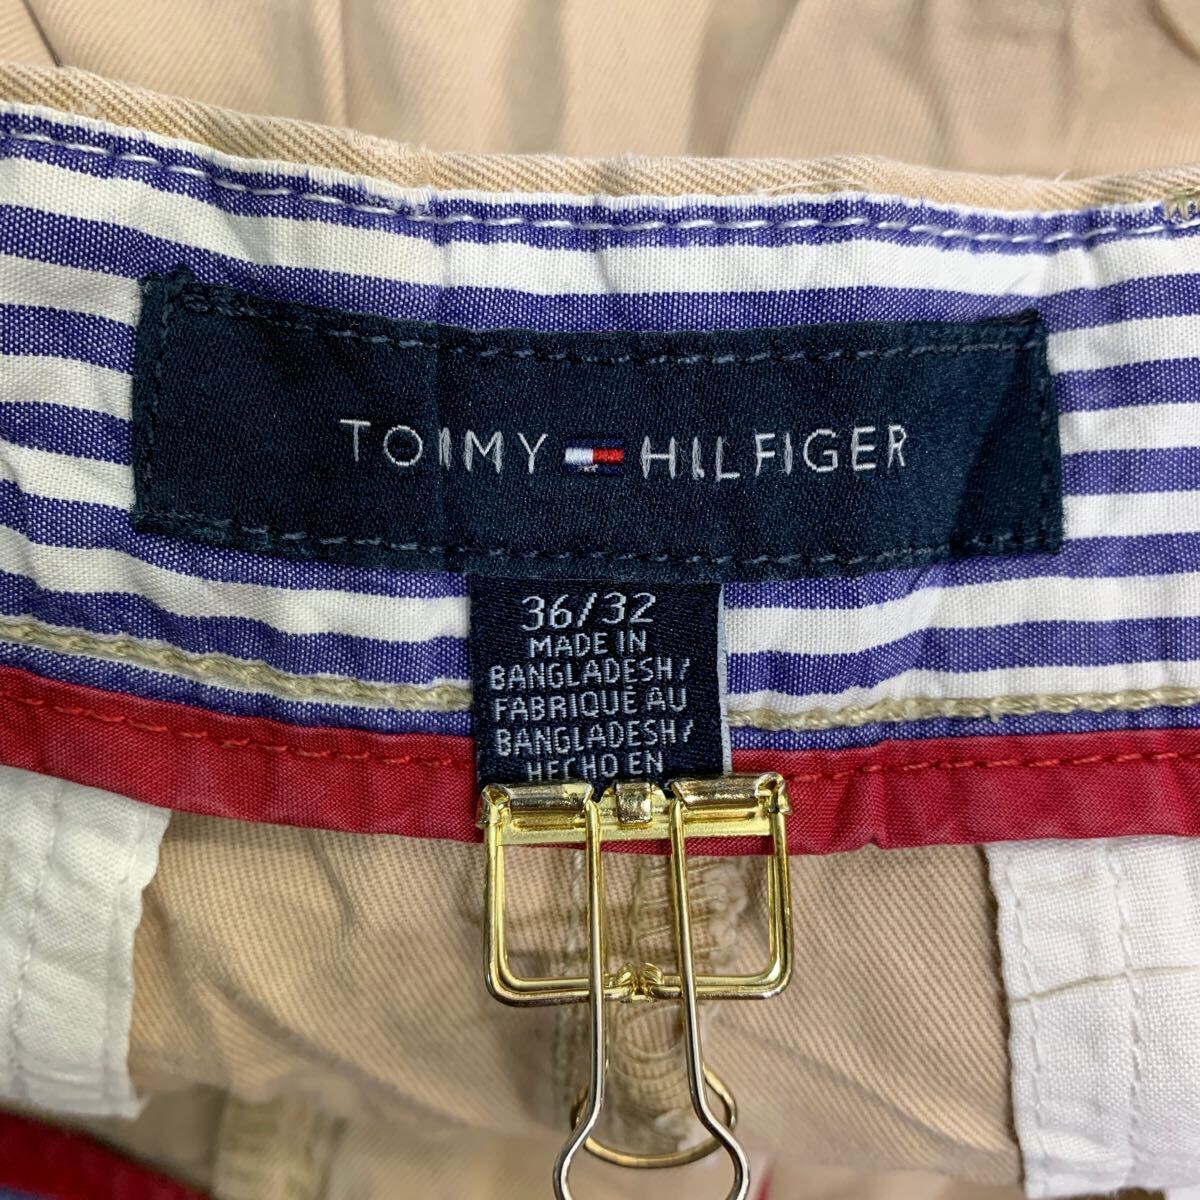 TOMMY HILFIGER
36/32
MADE IN
BANGLADESH/
FABRIQUÉ AU
BANGLADESH/
HECHO EN